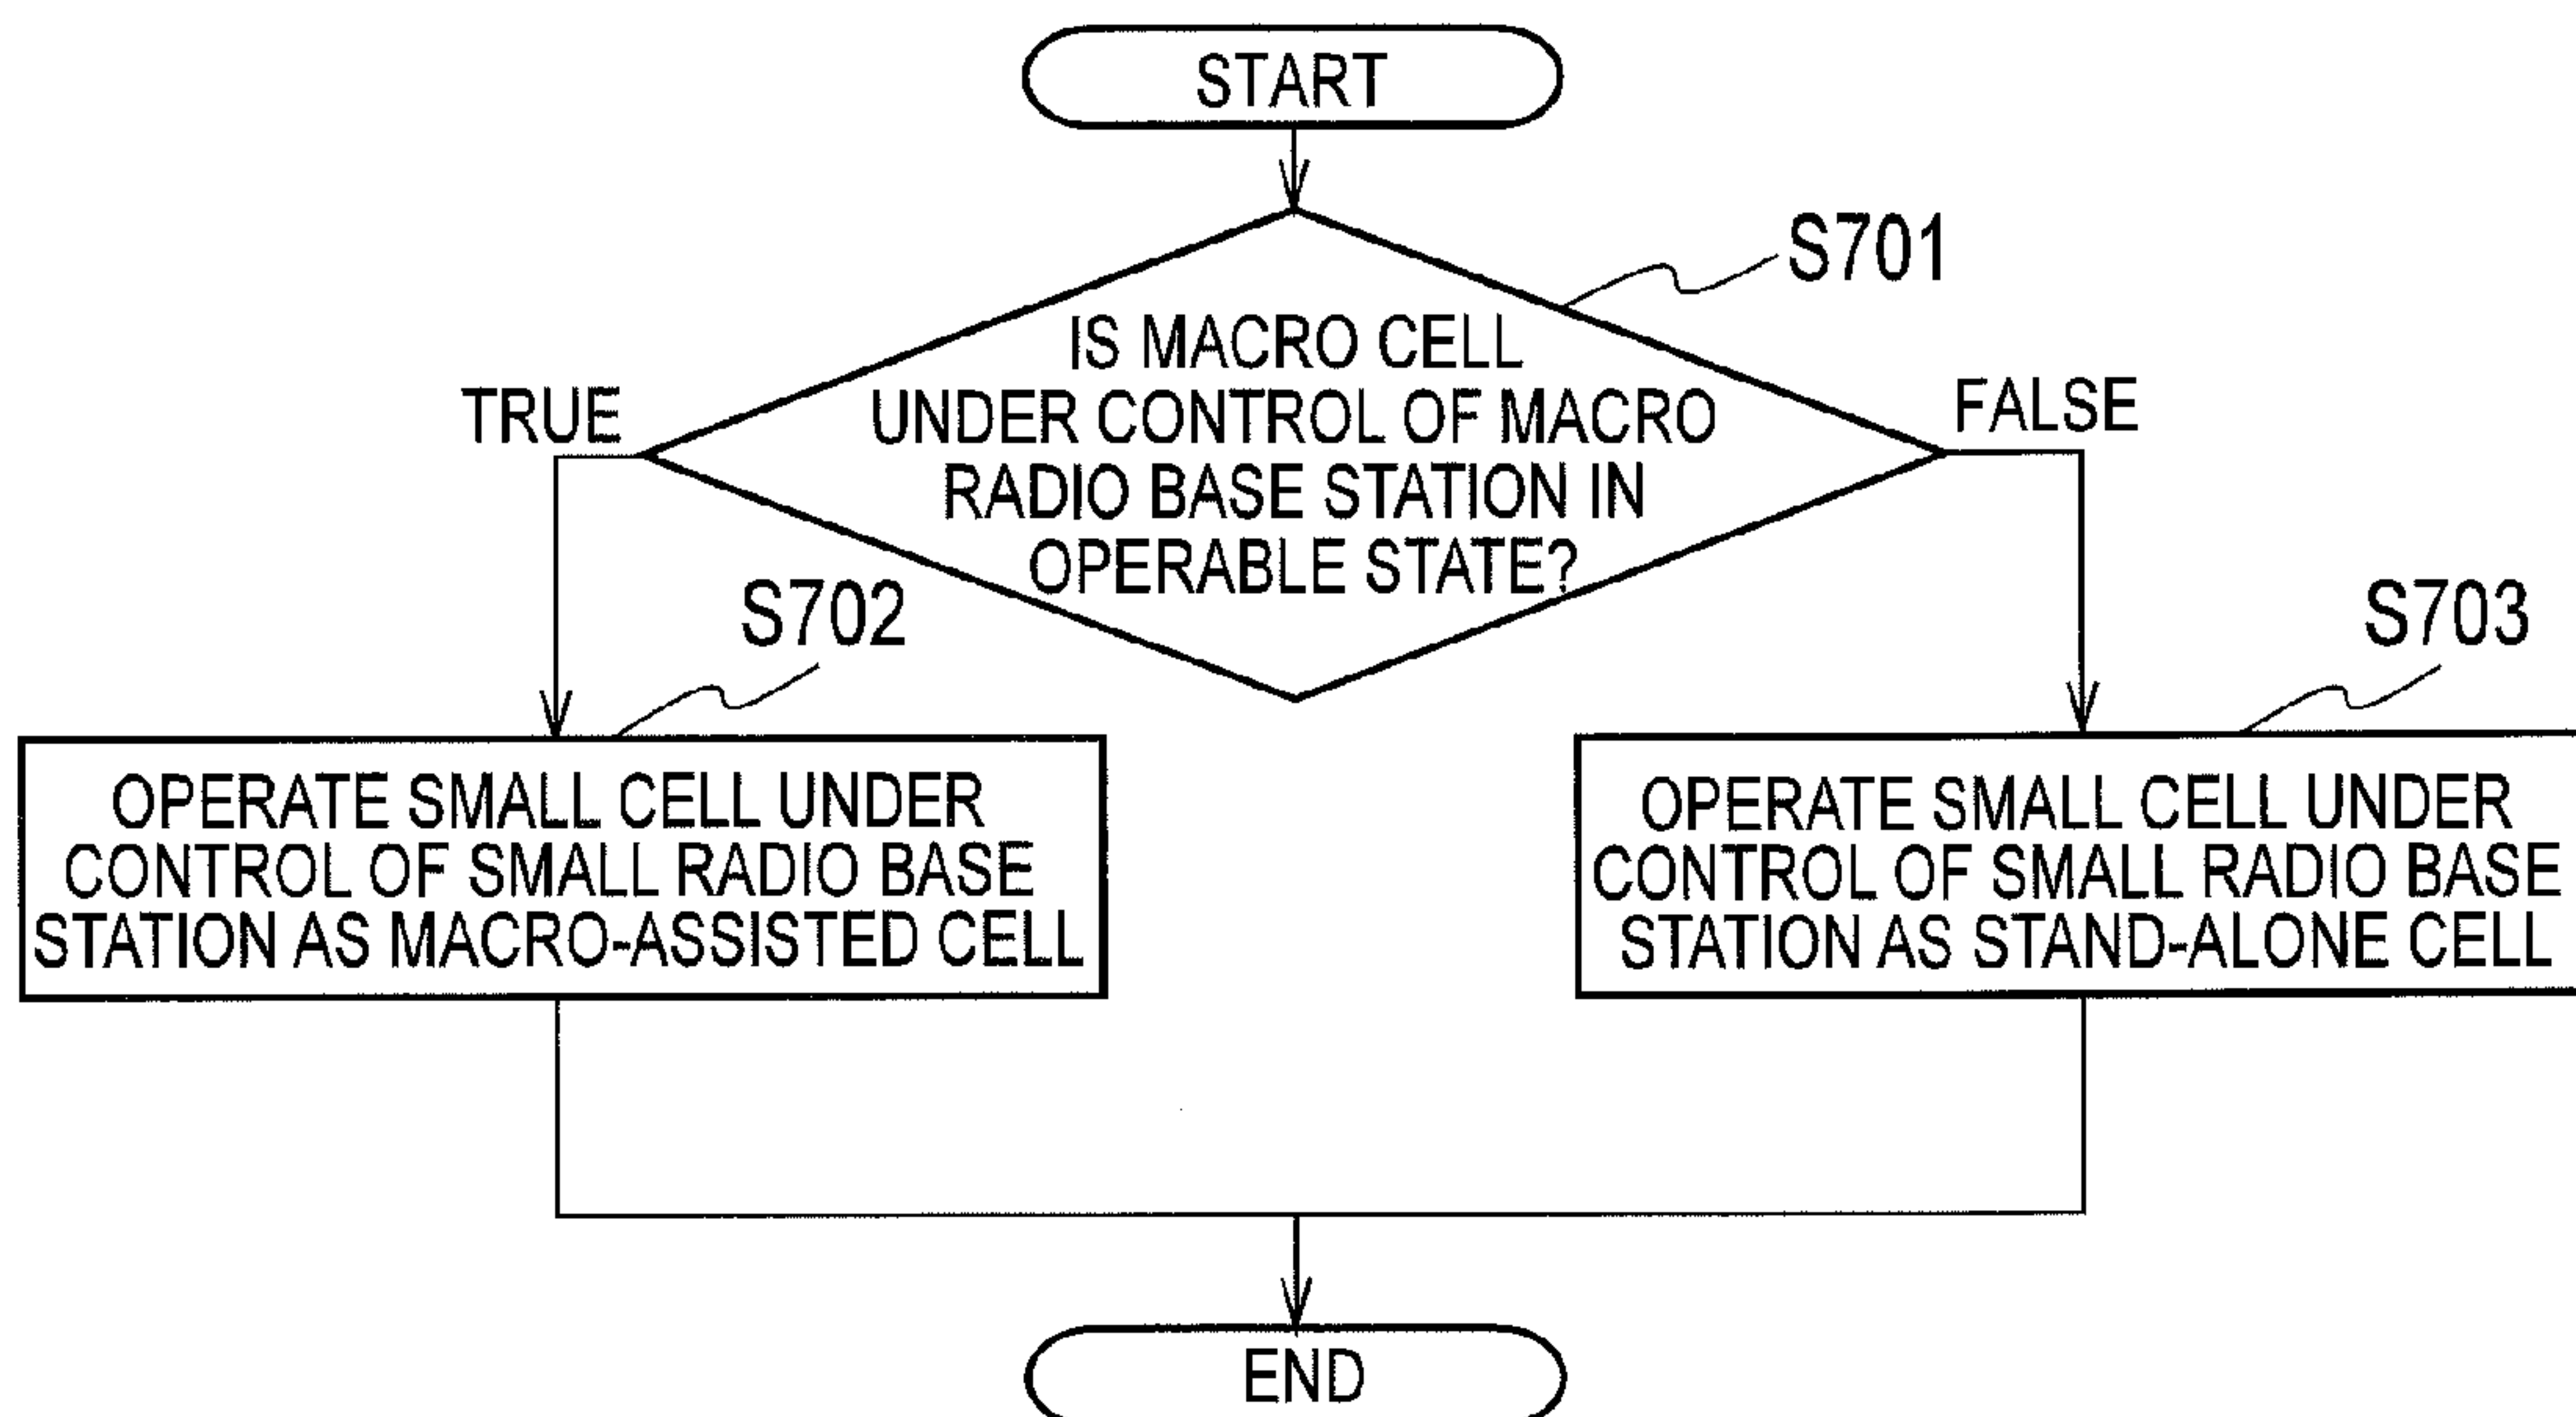 START
S701
IS MACRO CELL
UNDER CONTROL OF MACRO
RADIO BASE STATION IN
OPERABLE STATE?
TRUE
FALSE
S702
OPERATE SMALL CELL UNDER
CONTROL OF SMALL RADIO BASE
STATION AS MACRO-ASSISTED CELL
S703
OPERATE SMALL CELL UNDER
CONTROL OF SMALL RADIO BASE
STATION AS STAND-ALONE CELL
END